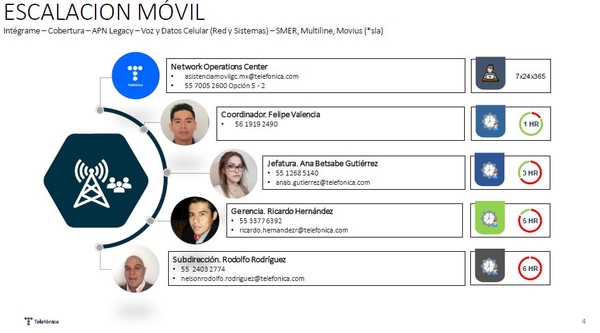 ESCALACION MÓVIL
Intégrame – Cobertura – APN Legacy – Voz y Datos Celular (Red y Sistemas) – SMER, Multiline, Movius (*sla)
Network Operations Center
• asistenciamovilgc.mx@telefonica.com
• 55 7005 2600 Opción 5 - 2
7x24x365
Telefónica
Coordinador. Felipe Valencia
• 56 1919 2490
1 HR
Jefatura. Ana Betsabe Gutiérrez
• 55 1268 5140
• anab.gutierrez@telefonica.com
3 HR
Gerencia. Ricardo Hernández
• 55 3377 6392
• ricardo.hernandezr@telefonica.com
5 HR
Subdirección. Rodolfo Rodríguez
• 55 2403 2774
• nelsonrodolfo.rodriguez@telefonica.com
6 HR
Telefónica
4